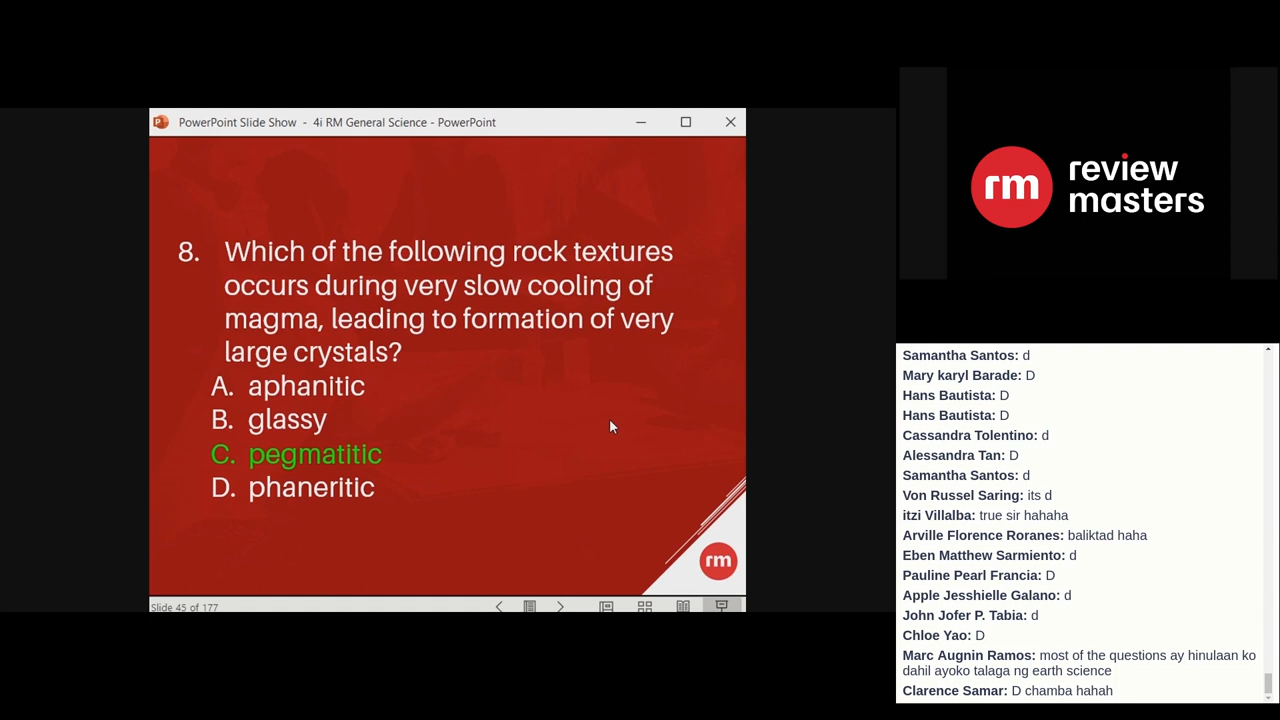 PowerPoint Slide Show - 4i RM General Science - PowerPoint
8. Which of the following rock textures
occurs during very slow cooling of
magma, leading to formation of very
large crystals?
A. aphanitic
B. glassy
C. pegmatitic
D. phaneritic
rm
Slide 45 of 177
rm
review
masters
Samantha Santos: d
Mary karyl Barade: D
Hans Bautista: D
Hans Bautista: D
Cassandra Tolentino: d
Alessandra Tan: D
Samantha Santos: d
Von Russel Saring: its d
itzi Villalba: true sir hahaha
Arville Florence Roranes: baliktad haha
Eben Matthew Sarmiento: d
Pauline Pearl Francia: D
Apple Jesshielle Galano: d
John Jofer P. Tabia: d
Chloe Yao: D
Marc Augnin Ramos: most of the questions ay hinulaan ko
dahil ayoko talaga ng earth science
Clarence Samar: D chamba hahah